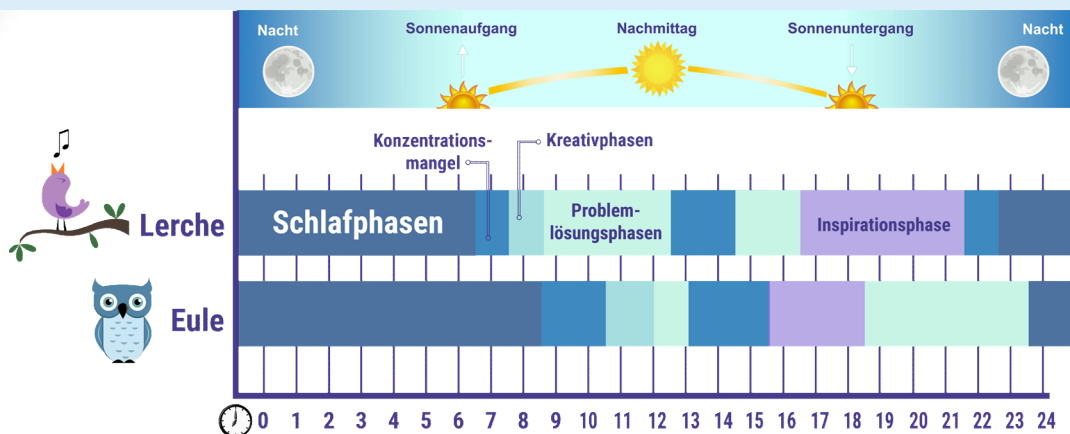 Nacht
Sonnenaufgang
Nachmittag
Sonnenuntergang
Nacht
Konzentrations-
mangel
Kreativphasen
Lerche
Schlafphasen
Problem-
lösungsphasen
Inspirationsphase
Eule
0 1 2 3 4 5 6 7 8 9 10 11 12 13 14 15 16 17 18 19 20 21 22 23 24